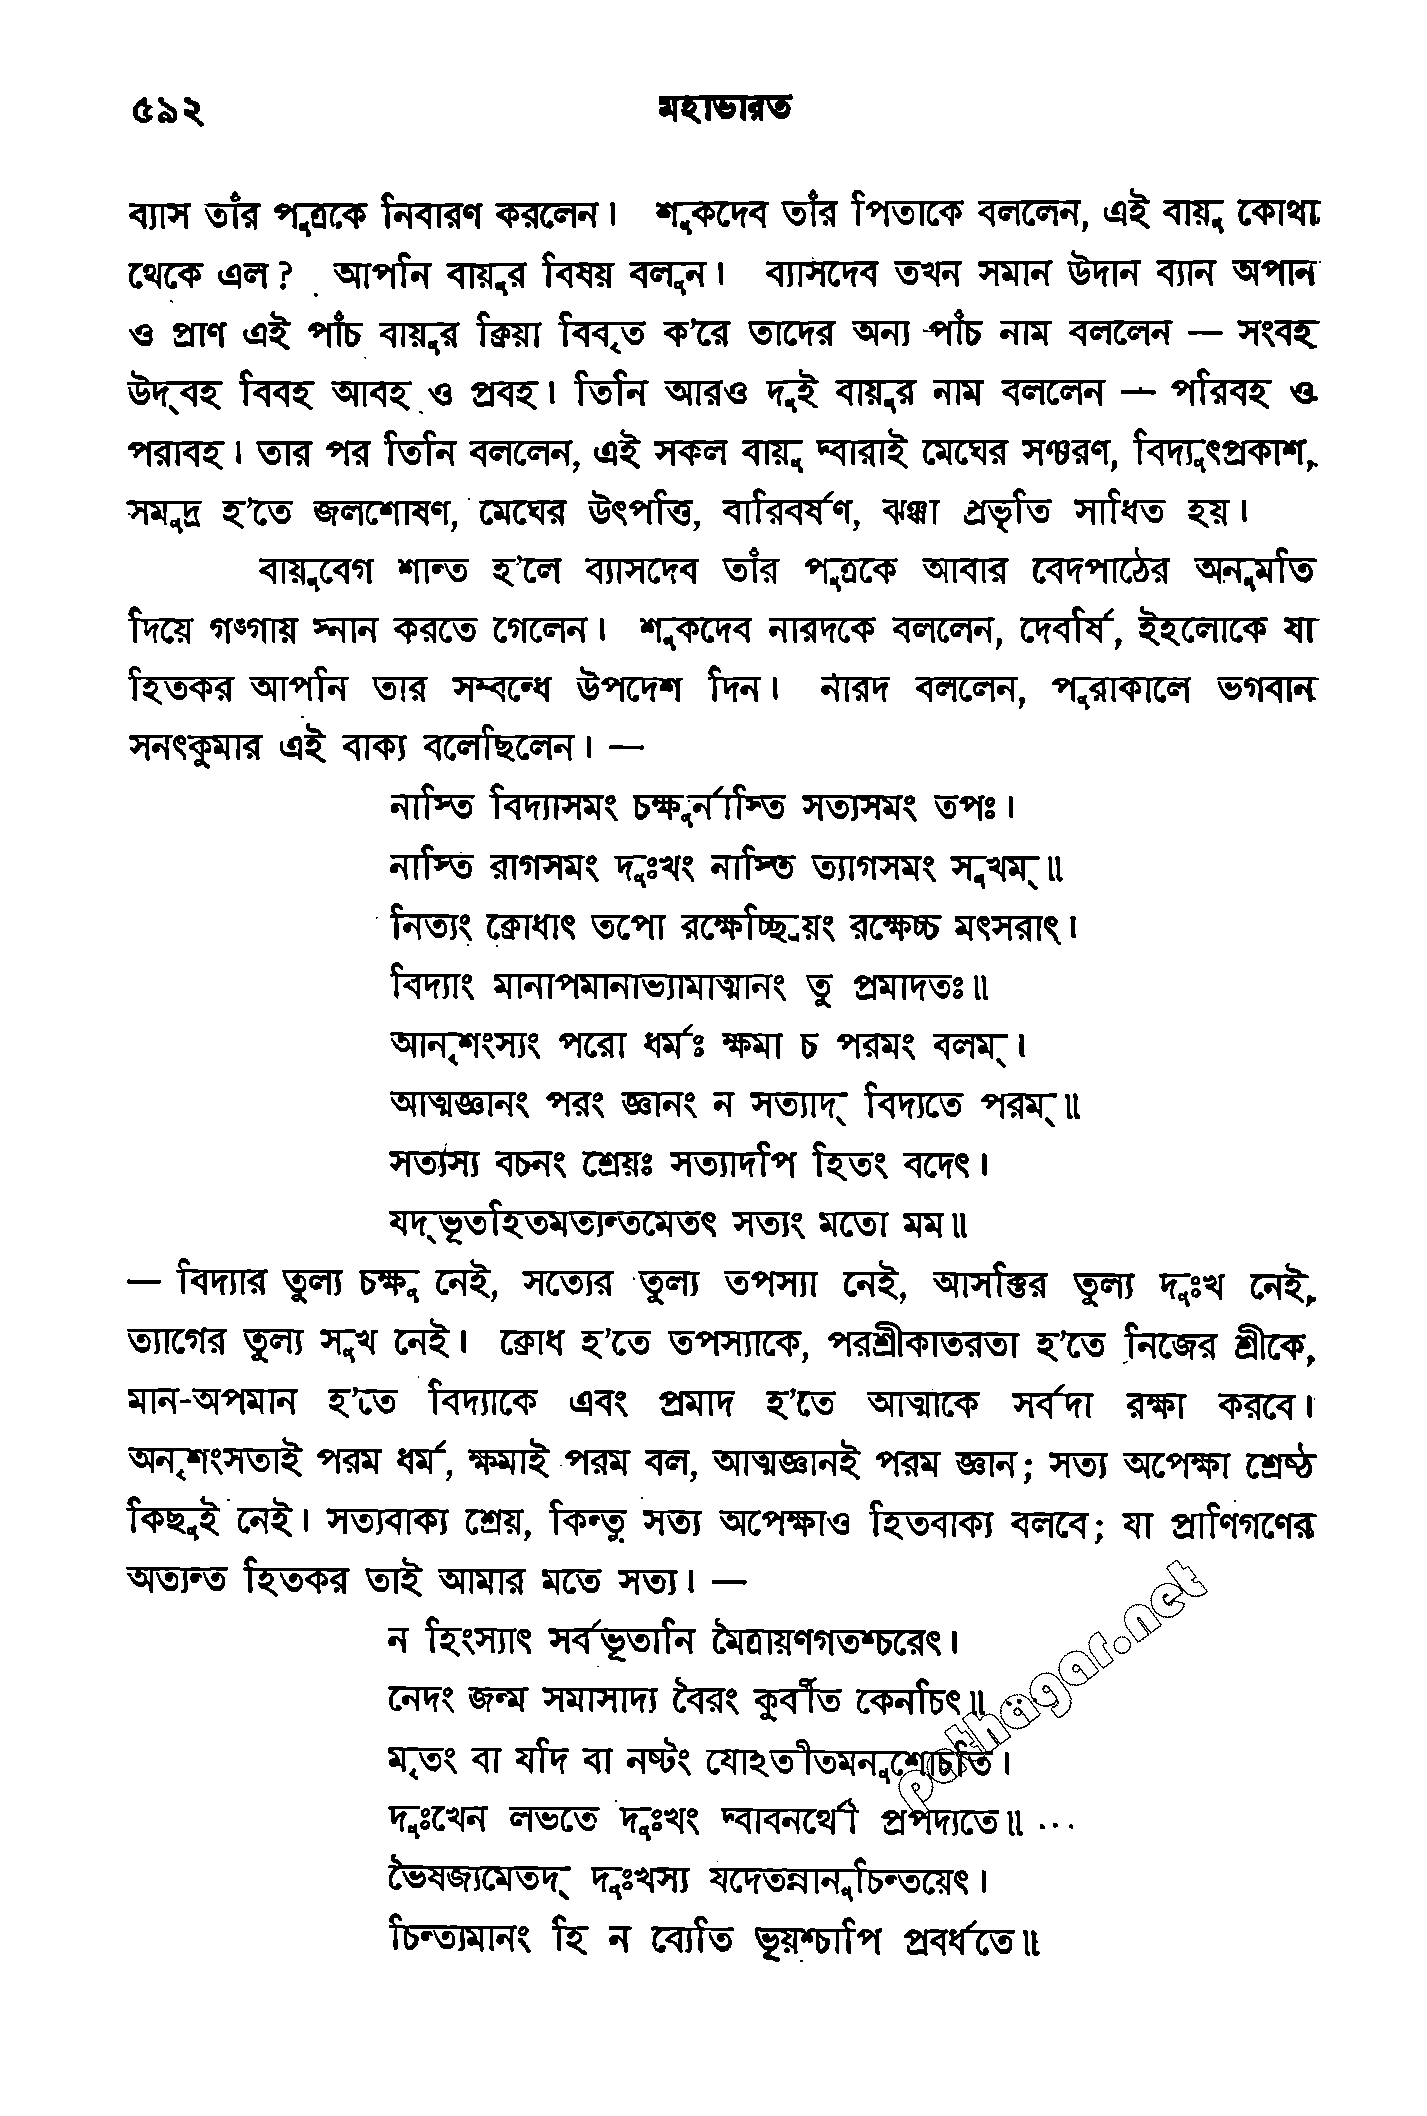 ৫৯২ মহাভারত
ব্যাস তাঁর পুত্রকে নিবারণ করলেন। শুকদেব তাঁর পিতাকে বললেন, এই বায়ু কোথা
থেকে এল? আপনি বায়ুর বিষয় বলুন। ব্যাসদেব তখন সমান উদান ব্যান অপান
ও প্রাণ এই পাঁচ বায়ুর ক্রিয়া বিবৃত ক’রে তাদের অন্য পাঁচ নাম বললেন — সংবহ
উদ্‌বহ বিবহ আবহ ও প্রবহ। তিনি আরও দুই বায়ুর নাম বললেন — পরিবহ ও
পরাবহ। তার পর তিনি বললেন, এই সকল বায়ু দ্বারাই মেঘের সঞ্চরণ, বিদ্যুৎপ্রকাশ,
সমুদ্র হ’তে জলশোষণ, মেঘের উৎপত্তি, বারিবর্ষণ, ঝঞ্ঝা প্রভৃতি সাধিত হয়।
বায়ুবেগ শান্ত হ’লে ব্যাসদেব তাঁর পুত্রকে আবার বেদপাঠের অনুমতি
দিয়ে গঙ্গায় স্নান করতে গেলেন। শুকদেব নারদকে বললেন, দেবর্ষি, ইহলোকে যা
হিতকর আপনি তার সম্বন্ধে উপদেশ দিন। নারদ বললেন, পুরাকালে ভগবান
সনৎকুমার এই বাক্য বলেছিলেন। —
নাস্তি বিদ্যাসমং চক্ষুর্নাস্তি সত্যসমং তপঃ।
নাস্তি রাগসমং দুঃখং নাস্তি ত্যাগসমং সুখম্॥
নিত্যং ক্রোধাৎ তপো রক্ষেচ্ছ্রিয়ং রক্ষেচ্চ মৎসরাৎ।
বিদ্যাং মানাপমানাভ্যামাত্মানং তু প্রমাদতঃ॥
আনৃশংস্যং পরো ধর্মঃ ক্ষমা চ পরমং বলম্।
আত্মজ্ঞানং পরং জ্ঞানং ন সত্যাদ্ বিদ্যতে পরম্॥
সত্যস্য বচনং শ্রেয়ঃ সত্যাদপি হিতং বদেৎ।
যদ্‌ভূতহিতমত্যন্তমেতৎ সত্যং মতো মম॥
— বিদ্যার তুল্য চক্ষু নেই, সত্যের তুল্য তপস্যা নেই, আসক্তির তুল্য দুঃখ নেই,
ত্যাগের তুল্য সুখ নেই। ক্রোধ হ’তে তপস্যাকে, পরশ্রীকাতরতা হ’তে নিজের শ্রীকে,
মান-অপমান হ’তে বিদ্যাকে এবং প্রমাদ হ’তে আত্মাকে সর্বদা রক্ষা করবে।
অনৃশংসতাই পরম ধর্ম, ক্ষমাই পরম বল, আত্মজ্ঞানই পরম জ্ঞান; সত্য অপেক্ষা শ্রেষ্ঠ
কিছুই নেই। সত্যবাক্য শ্রেয়, কিন্তু সত্য অপেক্ষাও হিতবাক্য বলবে; যা প্রাণিগণের
অত্যন্ত হিতকর তাই আমার মতে সত্য। —
ন হিংস্যাৎ সর্বভূতানি মৈত্রায়ণগতশ্চরেৎ।
নেদং জন্ম সমাসাদ্য বৈরং কুর্বীত কেনচিৎ॥ ...
মৃতং বা যদি বা নষ্টং যোঽতীতমনুশোচতি।
দুঃখেন লভতে দুঃখং দ্বাবনর্থৌ প্রপদ্যতে॥ ...
ভৈষজ্যমেতদ্ দুঃখস্য যদেতন্নানুচিন্তয়েৎ।
চিন্ত্যমানং হি ন ব্যেতি ভূয়শ্চাপি প্রবর্ধতে॥
pathagar.net